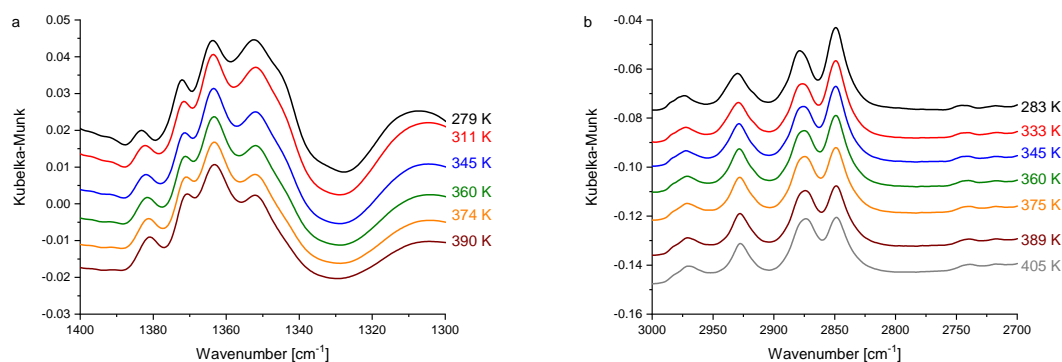 a
0.05
0.04
0.03
0.02
0.01
0.00
-0.01
-0.02
-0.03
Kubelka-Munk
1400
1380
1360
1340
1320
1300
Wavenumber [cm-1]
279 K
311 K
345 K
360 K
374 K
390 K
b
-0.04
-0.06
-0.08
-0.10
-0.12
-0.14
-0.16
Kubelka-Munk
3000
2950
2900
2850
2800
2750
2700
Wavenumber [cm-1]
283 K
333 K
345 K
360 K
375 K
389 K
405 K